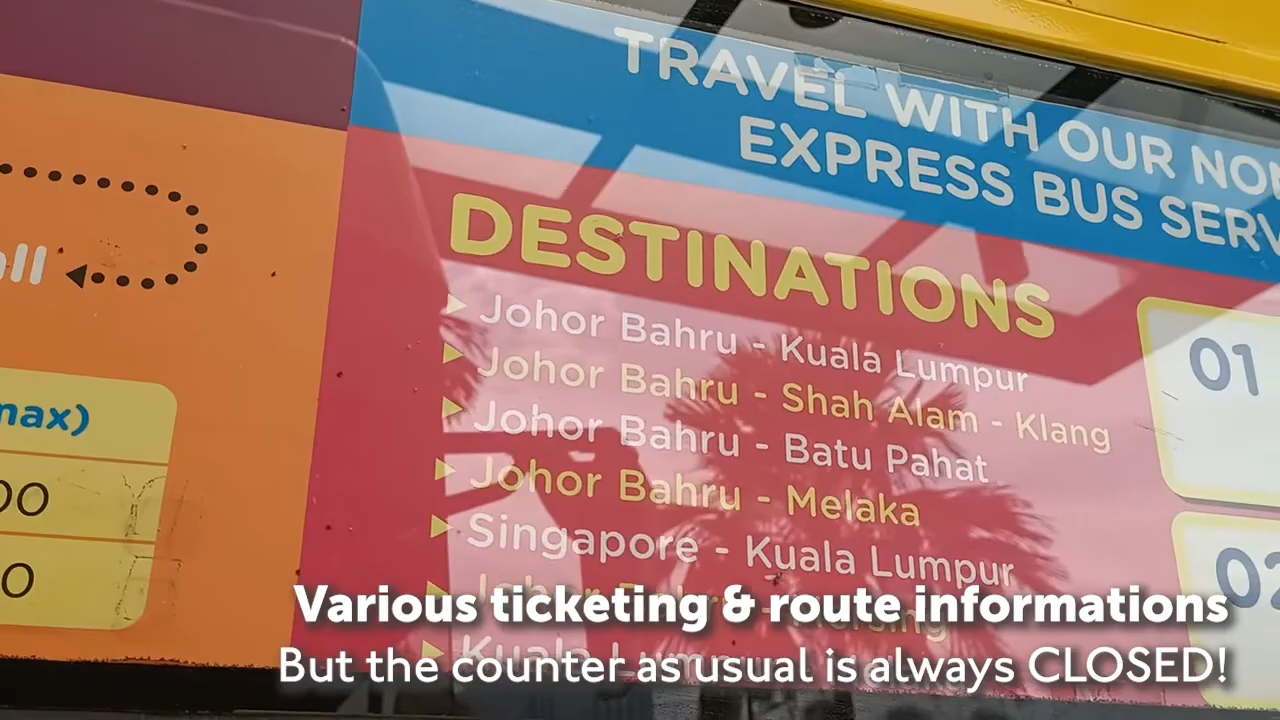 TRAVEL WITH OUR
EXPRESS BUS
DESTINATIONS
Johor Bahru - Kuala Lumpur
Johor Bahru - Shah Alam - Klang
Johor Bahru - Batu Pahat
Johor Bahru - Melaka
Singapore - Kuala Lumpur
01
02
Various ticketing & route informations
But the counter as usual is always CLOSED!